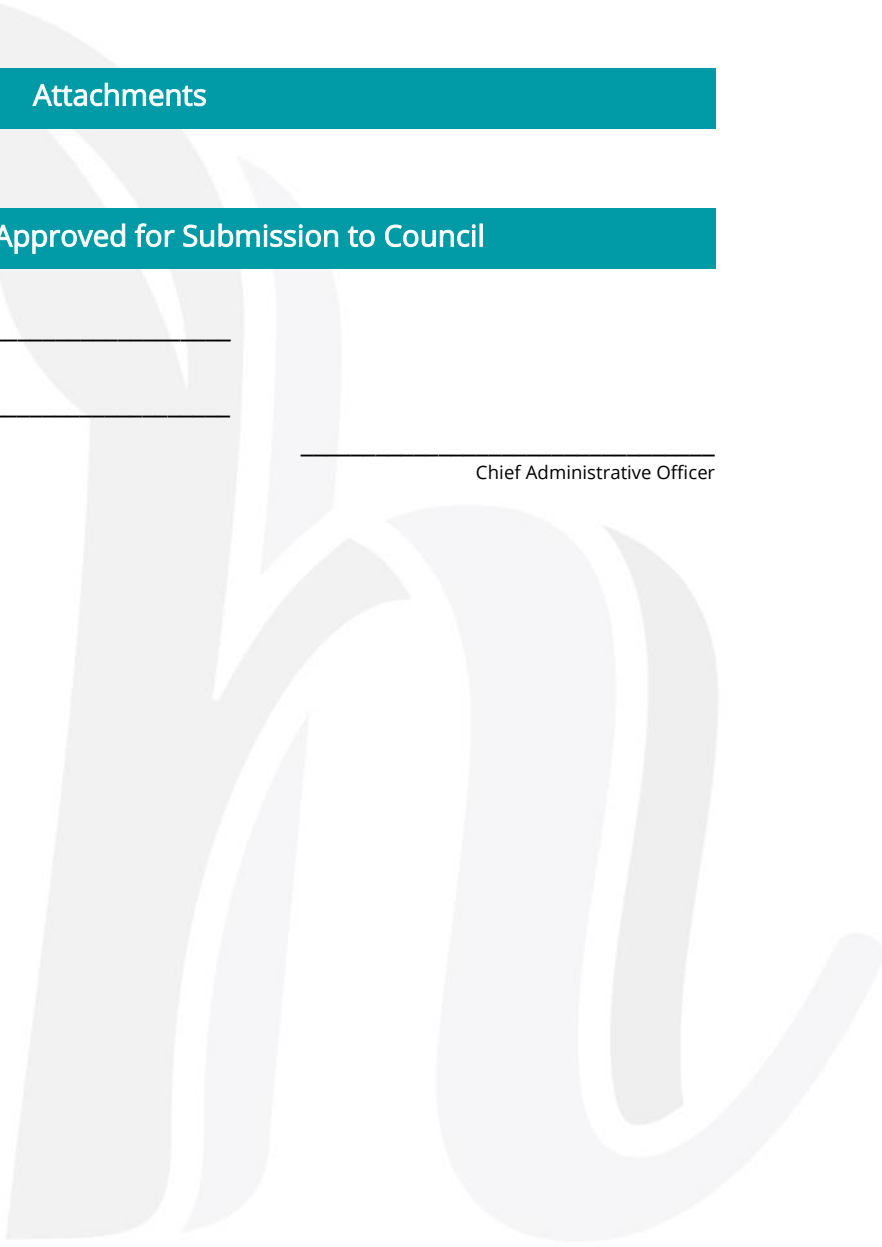 Attachments
Approved for Submission to Council
Chief Administrative Officer